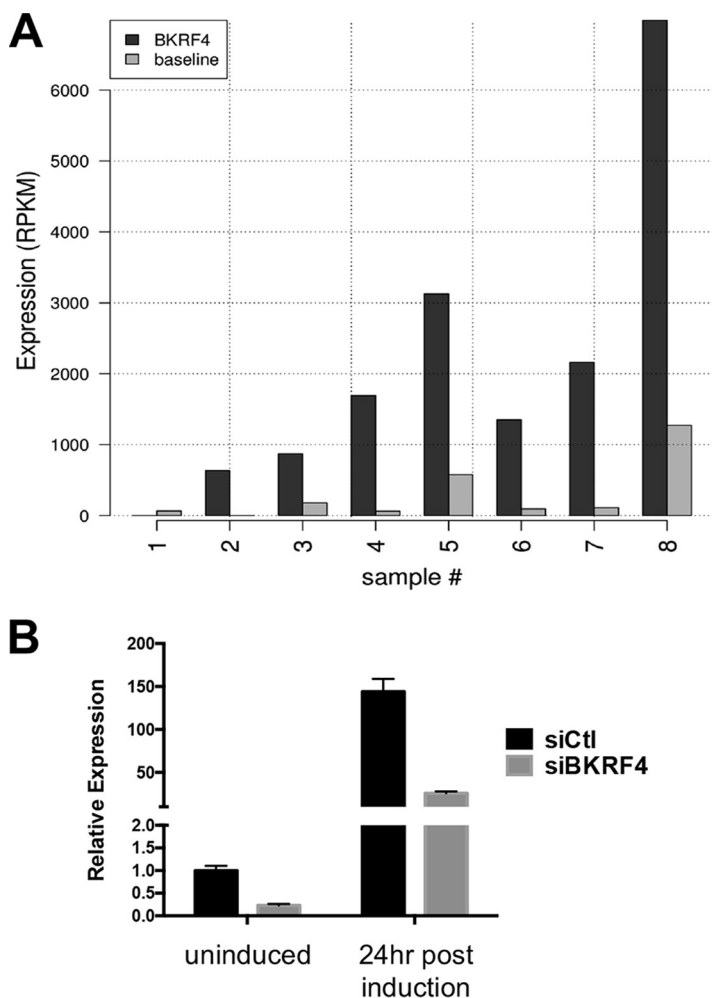 A
BKRF4
baseline
Expression (RPKM)
6000
5000
4000
3000
2000
1000
0
1 2 3 4 5 6 7 8
sample #
B
Relative Expression
200
150
100
50
2.0
1.5
1.0
0.5
0.0
siCtl
siBKRF4
uninduced
24hr post
induction